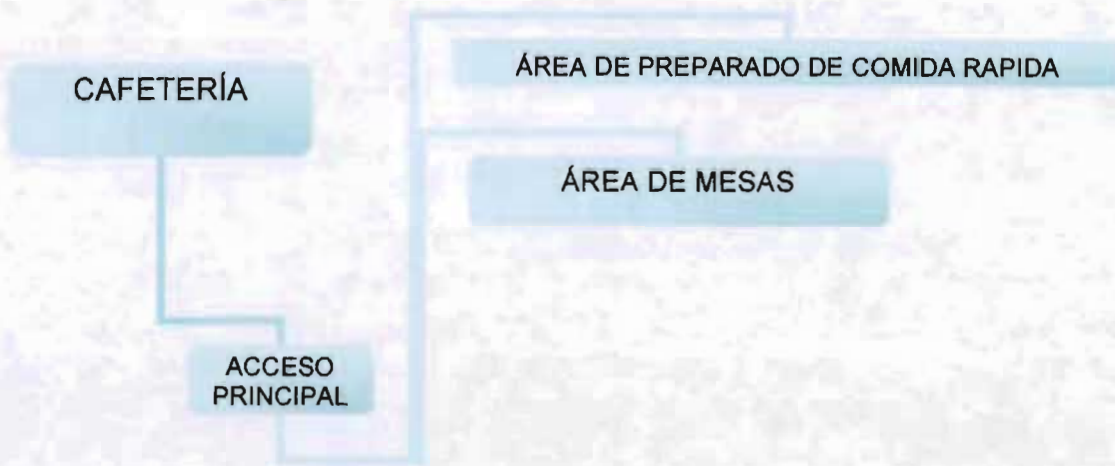 CAFETERÍA
ÁREA DE PREPARADO DE COMIDA RAPIDA
ÁREA DE MESAS
ACCESO
PRINCIPAL